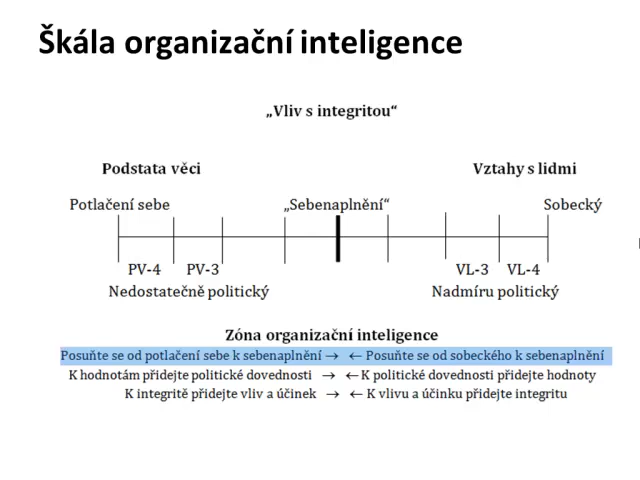 Škála organizační inteligence
„Vliv s integritou“
Podstata věci Vztahy s lidmi
Potlačení sebe „Sebenaplnění“ Sobecký
PV-4 PV-3 VL-3 VL-4
Nedostatečně politický Nadmíru politický
Zóna organizační inteligence
Posuňte se od potlačení sebe k sebenaplnění → ← Posuňte se od sobeckého k sebenaplnění
K hodnotám přidejte politické dovednosti → ← K politické dovednosti přidejte hodnoty
K integritě přidejte vliv a účinek → ← K vlivu a účinku přidejte integritu